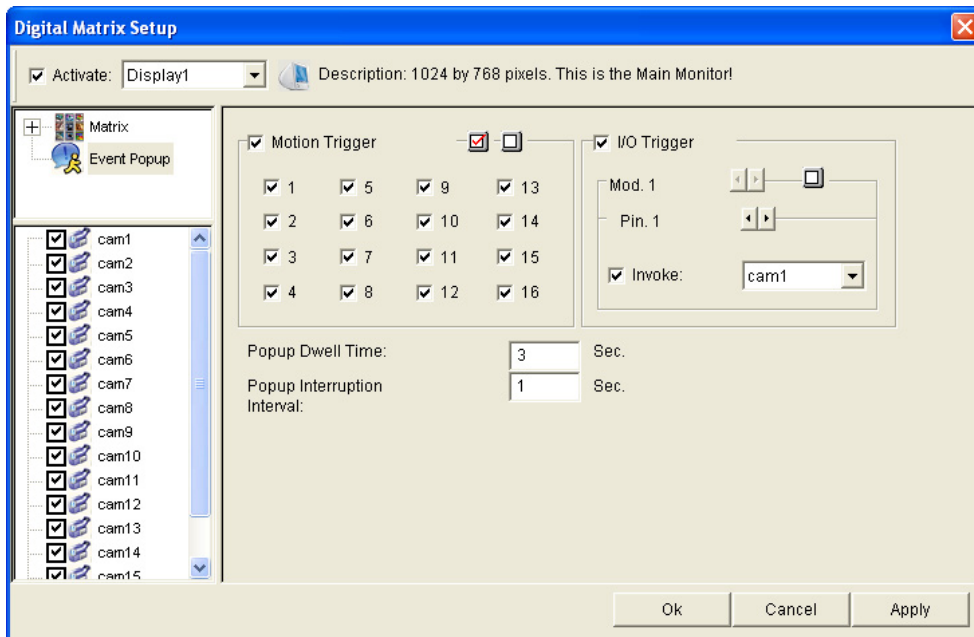 Digital Matrix Setup
Activate: Display1 Description: 1024 by 768 pixels. This is the Main Monitor!
Matrix
Event Popup
cam1
cam2
cam3
cam4
cam5
cam6
cam7
cam8
cam9
cam10
cam11
cam12
cam13
cam14
cam15
Motion Trigger
1 5 9 13
2 6 10 14
3 7 11 15
4 8 12 16
I/O Trigger
Mod. 1
Pin. 1
Invoke: cam1
Popup Dwell Time: 3 Sec.
Popup Interruption 1 Sec.
Interval:
Ok Cancel Apply